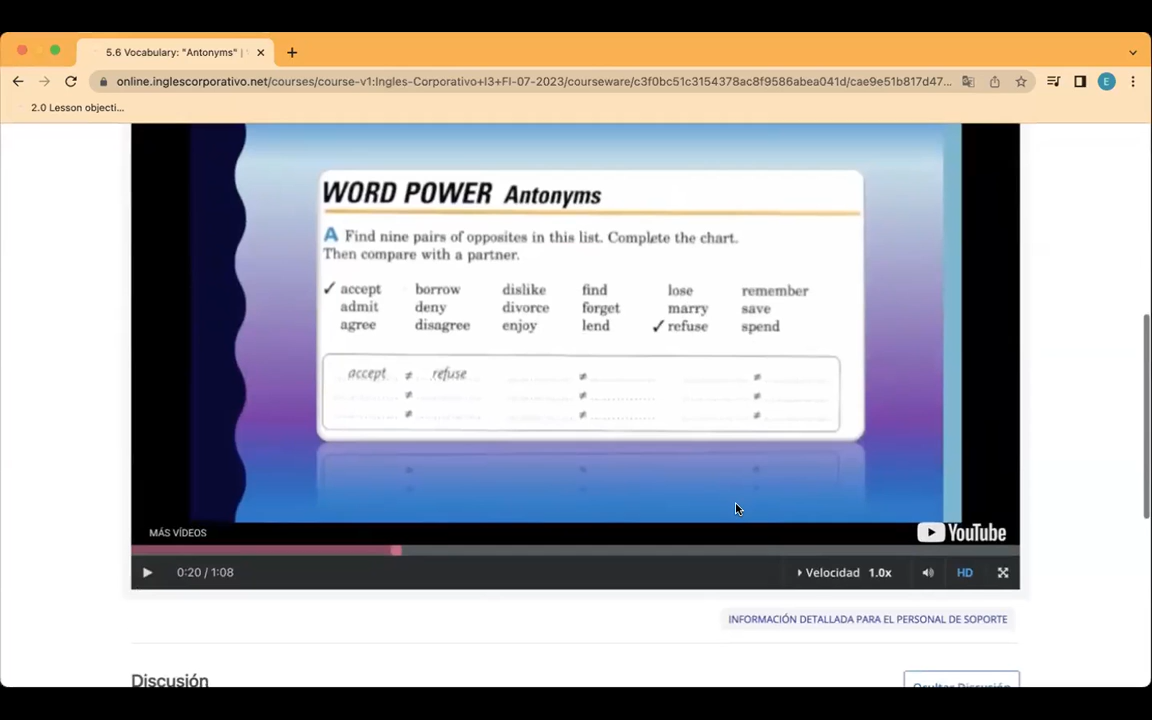 5.6 Vocabulary: "Antonyms" |
online.inglescorporativo.net/courses/course-v1:Ingles-Corporativo+I3+FI-07-2023/courseware/c3f0bc51c3154378ac8f9586abea041d/cae9e51b817d47...
E
2.0 Lesson objecti...
WORD POWER Antonyms
A Find nine pairs of opposites in this list. Complete the chart.
Then compare with a partner.
✓ accept borrow dislike find lose remember
admit deny divorce forget marry save
agree disagree enjoy lend ✓ refuse spend
accept ≠ refuse ≠ ≠
≠ ≠ ≠
≠ ≠ ≠
MÁS VÍDEOS
YouTube
0:20 / 1:08
Velocidad 1.0x
HD
INFORMACIÓN DETALLADA PARA EL PERSONAL DE SOPORTE
Discusión
Ocultar Discusión